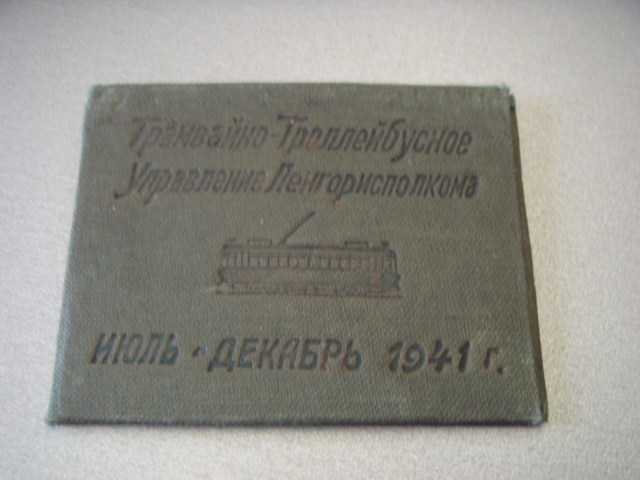 Трамвайно-Троллейбусное
Управление Ленгорисполкома
ИЮЛЬ - ДЕКАБРЬ 1941 г.